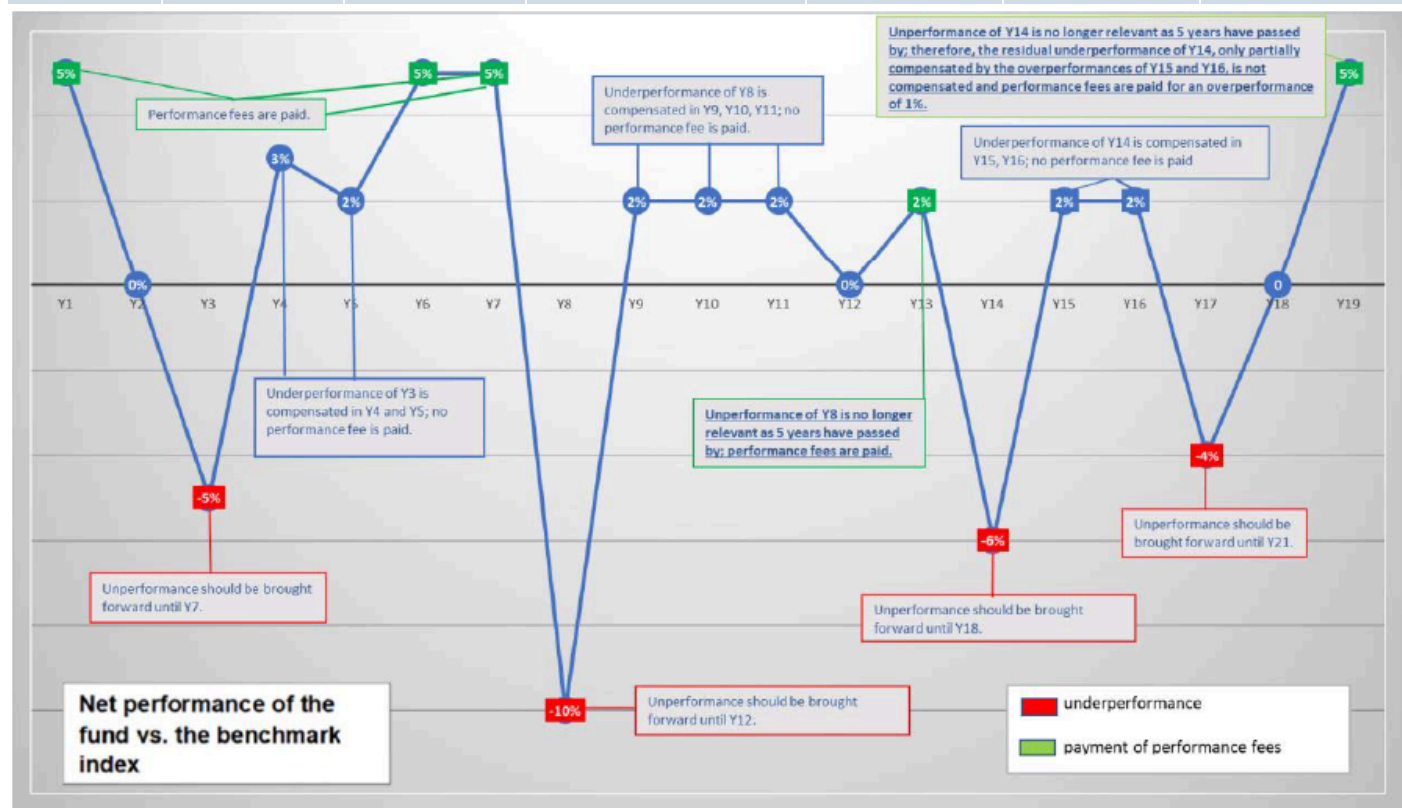 Unperformance of Y14 is no longer relevant as 5 years have passed
by; therefore, the residual underperformance of Y14, only partially
compensated by the overperformances of Y15 and Y16, is not
compensated and performance fees are paid for an overperformance
of 1%.
5%
5%
5%
5%
Performance fees are paid.
Underperformance of Y8 is
compensated in Y9, Y10, Y11; no
performance fee is paid.
Underperformance of Y14 is compensated in
Y15, Y16; no performance fee is paid
3%
2%
2%
2%
2%
2%
2%
2%
0%
0%
0
Y1
Y2
Y3
Y4
Y5
Y6
Y7
Y8
Y9
Y10
Y11
Y12
Y13
Y14
Y15
Y16
Y17
Y18
Y19
Underperformance of Y3 is
compensated in Y4 and Y5; no
performance fee is paid.
Unperformance of Y8 is no longer
relevant as 5 years have passed
by; performance fees are paid.
-4%
-5%
-6%
Unperformance should be
brought forward until Y21.
Unperformance should be brought
forward until Y7.
Unperformance should be brought
forward until Y18.
-10%
Unperformance should be brought
forward until Y12.
Net performance of the
fund vs. the benchmark
index
underperformance
payment of performance fees